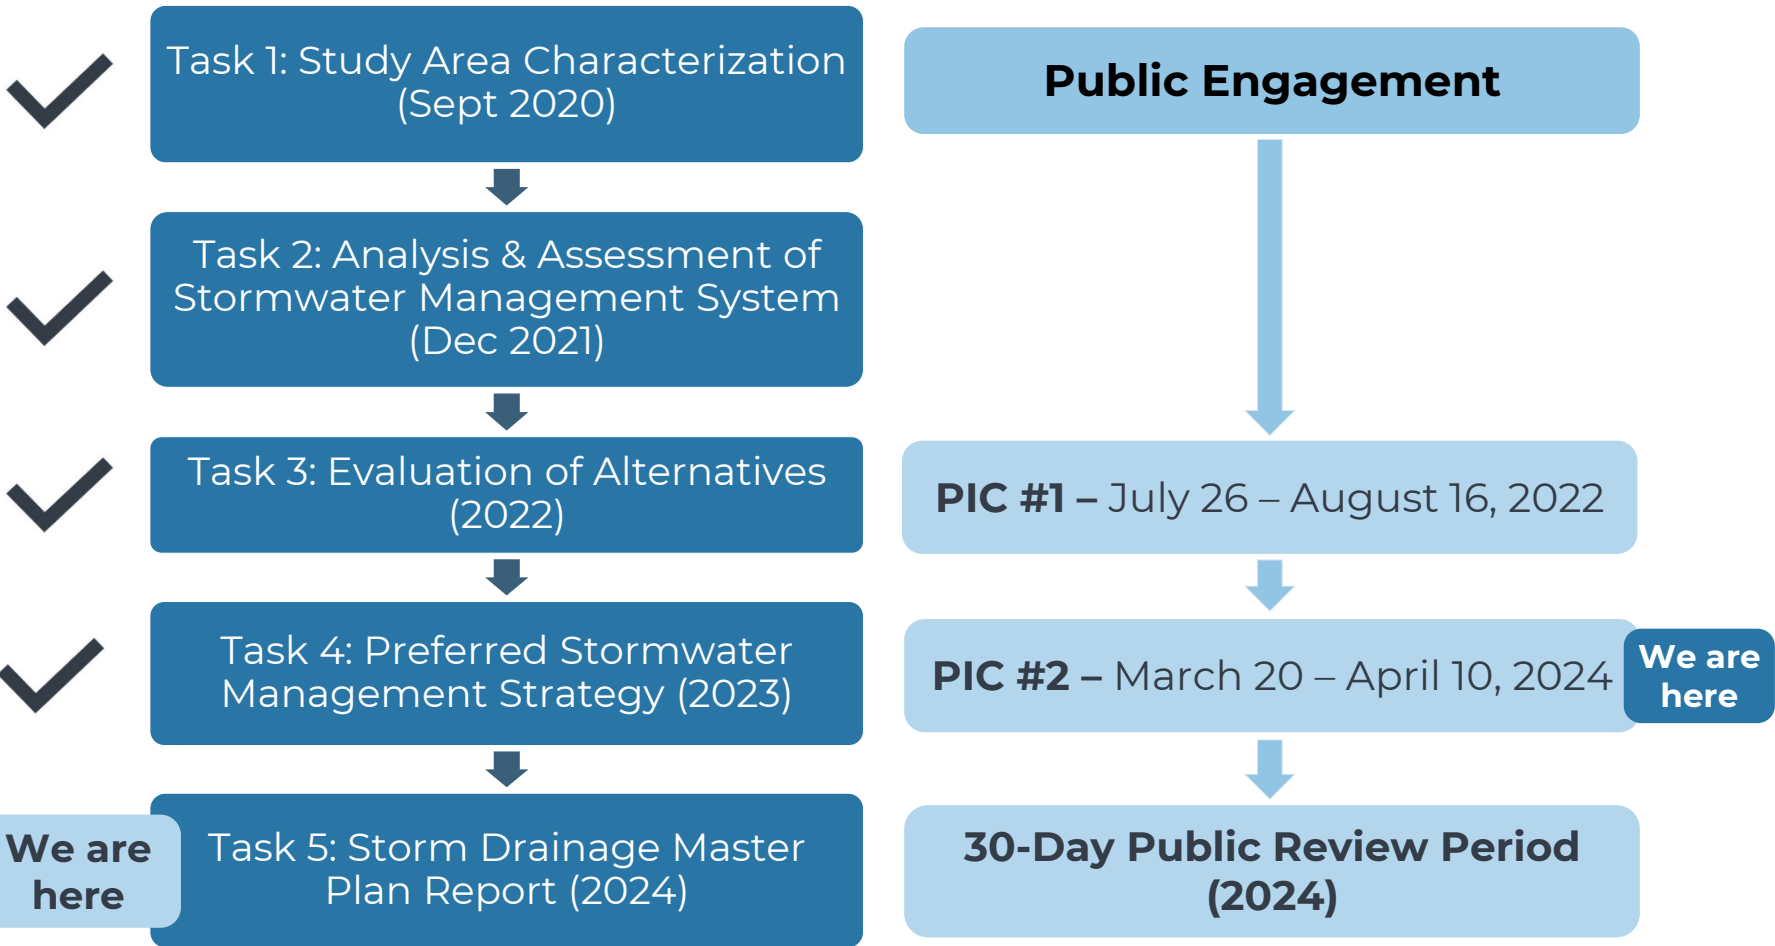 Task 1: Study Area Characterization
(Sept 2020)
Task 2: Analysis & Assessment of
Stormwater Management System
(Dec 2021)
Task 3: Evaluation of Alternatives
(2022)
Task 4: Preferred Stormwater
Management Strategy (2023)
We are
here
Task 5: Storm Drainage Master
Plan Report (2024)
Public Engagement
PIC #1 – July 26 – August 16, 2022
PIC #2 – March 20 – April 10, 2024
We are
here
30-Day Public Review Period
(2024)